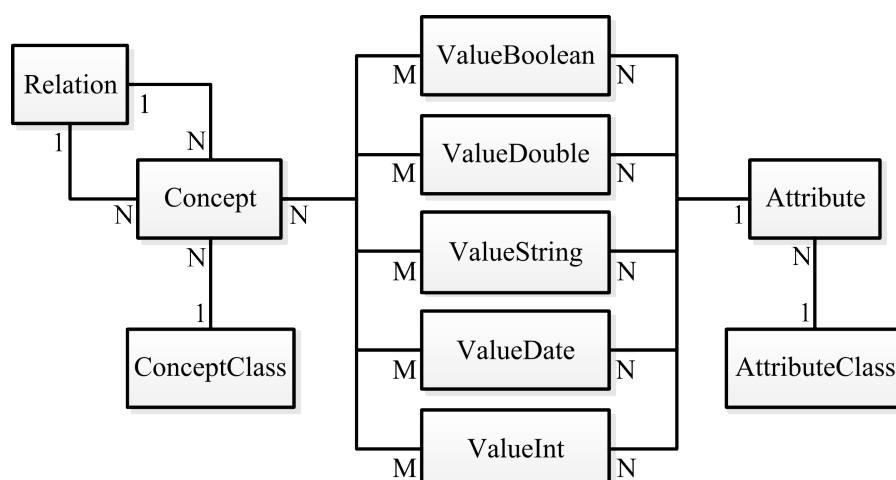 ValueBoolean
M
N
Relation
1
1
N
ValueDouble
M
N
Concept
N
N
N
Attribute
1
N
ValueString
M
N
1
ConceptClass
1
AttributeClass
ValueDate
M
N
ValueInt
M
N